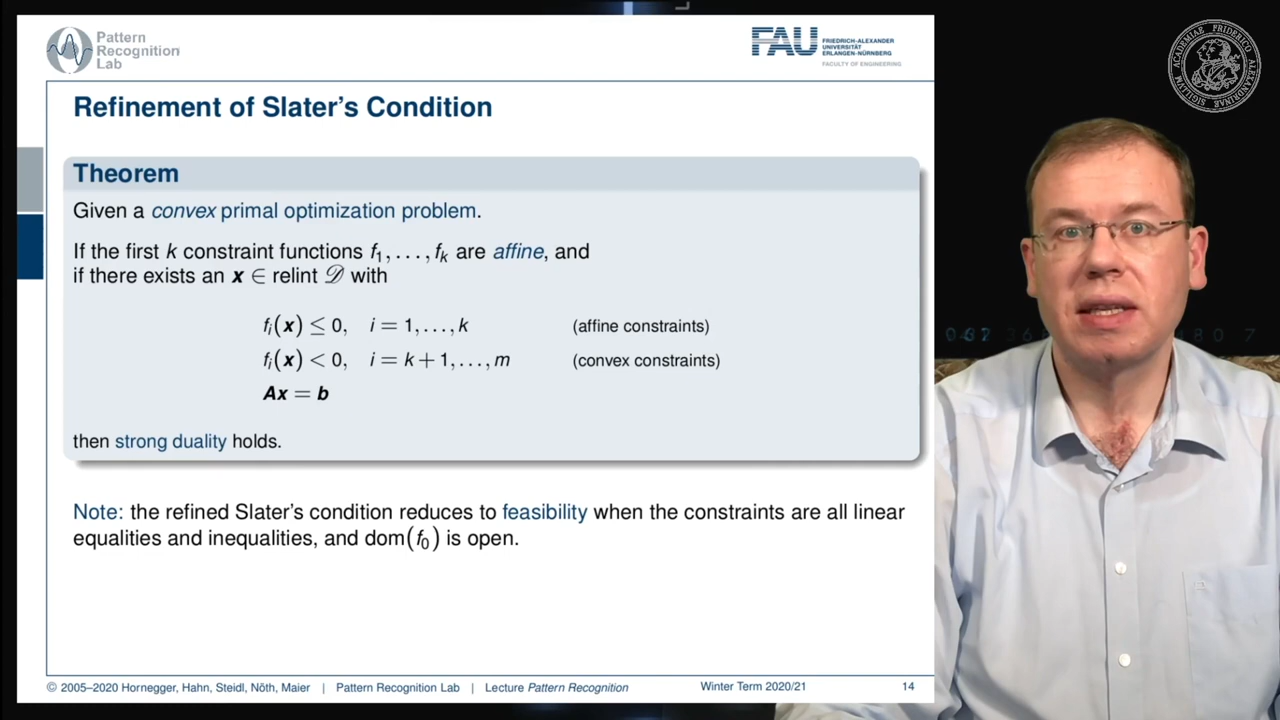 Pattern
Recognition
Lab
FAU
FRIEDRICH-ALEXANDER
UNIVERSITÄT
ERLANGEN-NÜRNBERG
FACULTY OF ENGINEERING
Refinement of Slater's Condition
Theorem
Given a convex primal optimization problem.
If the first k constraint functions f₁, . . . , fₖ are affine, and
if there exists an x ∈ relint 𝒟 with
fᵢ(x) ≤ 0, i = 1, . . . , k (affine constraints)
fᵢ(x) < 0, i = k + 1, . . . , m (convex constraints)
Ax = b
then strong duality holds.
Note: the refined Slater's condition reduces to feasibility when the constraints are all linear
equalities and inequalities, and dom(f₀) is open.
© 2005–2020 Hornegger, Hahn, Steidl, Nöth, Maier | Pattern Recognition Lab | Lecture Pattern Recognition Winter Term 2020/21 14